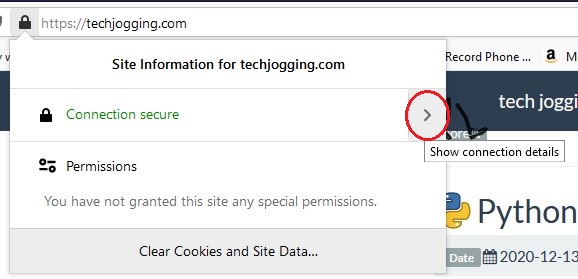 https://techjogging.com
Site Information for techjogging.com
Record Phone ...
Connection secure
tech joggi
Show connection details
Permissions
You have not granted this site any special permissions.
Python
Clear Cookies and Site Data...
Date 2020-12-13